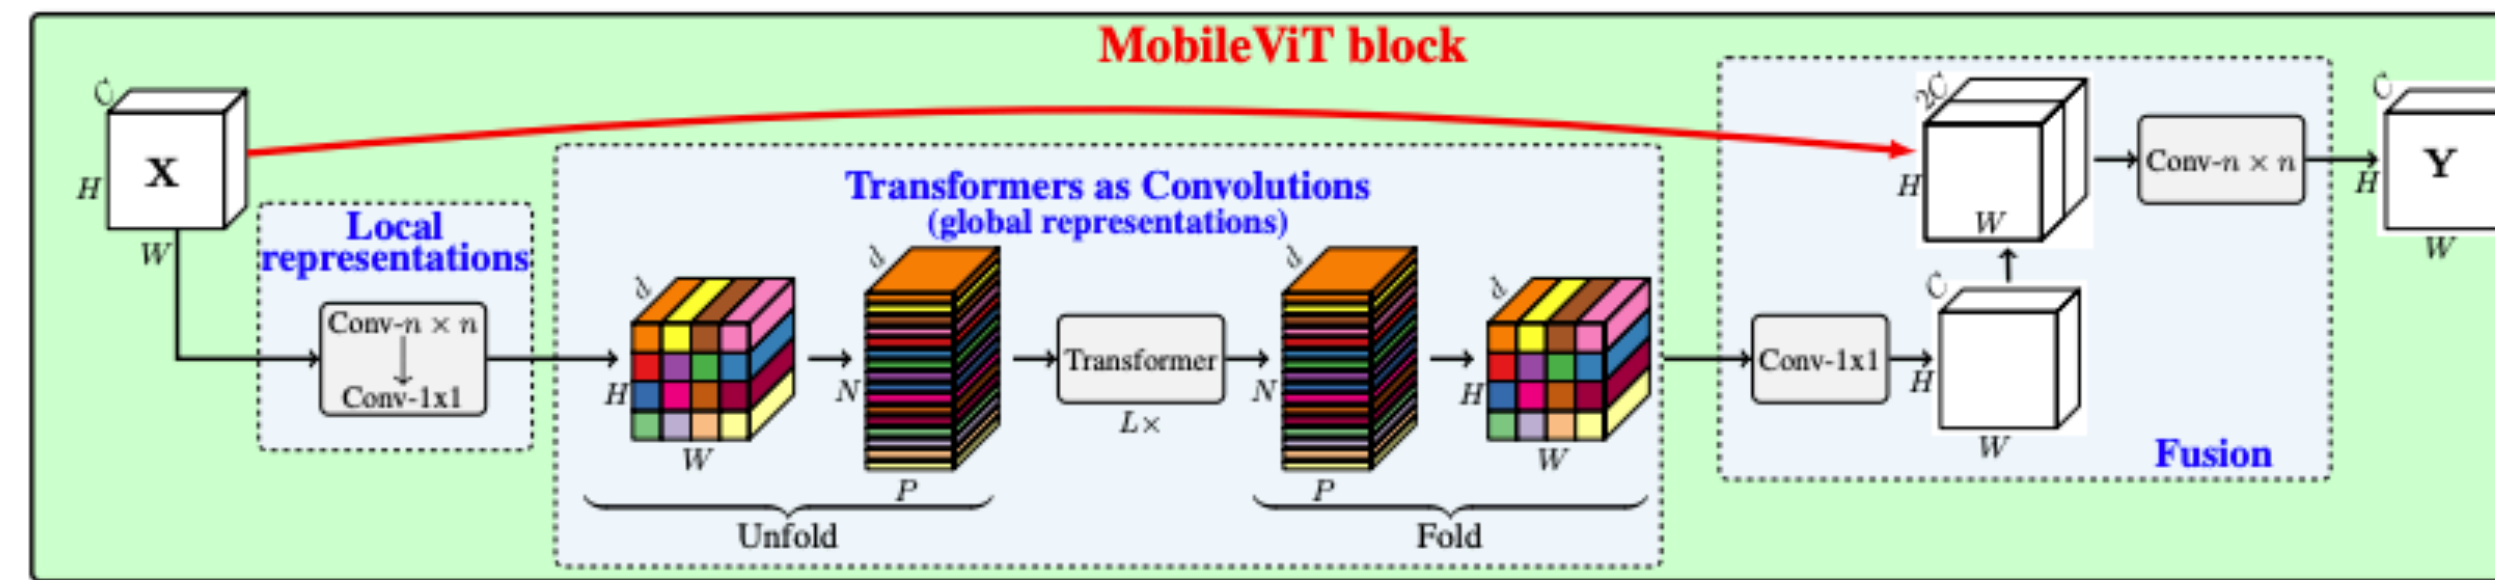 MobileViT block
C
X
H
W
Local
representations
Conv-n × n
Conv-1x1
Transformers as Convolutions
(global representations)
d
H
W
d
N
P
Unfold
Transformer
L×
d
N
P
d
H
W
Fold
Conv-1x1
C
H
W
2C
H
W
Conv-n × n
Fusion
C
H
Y
W